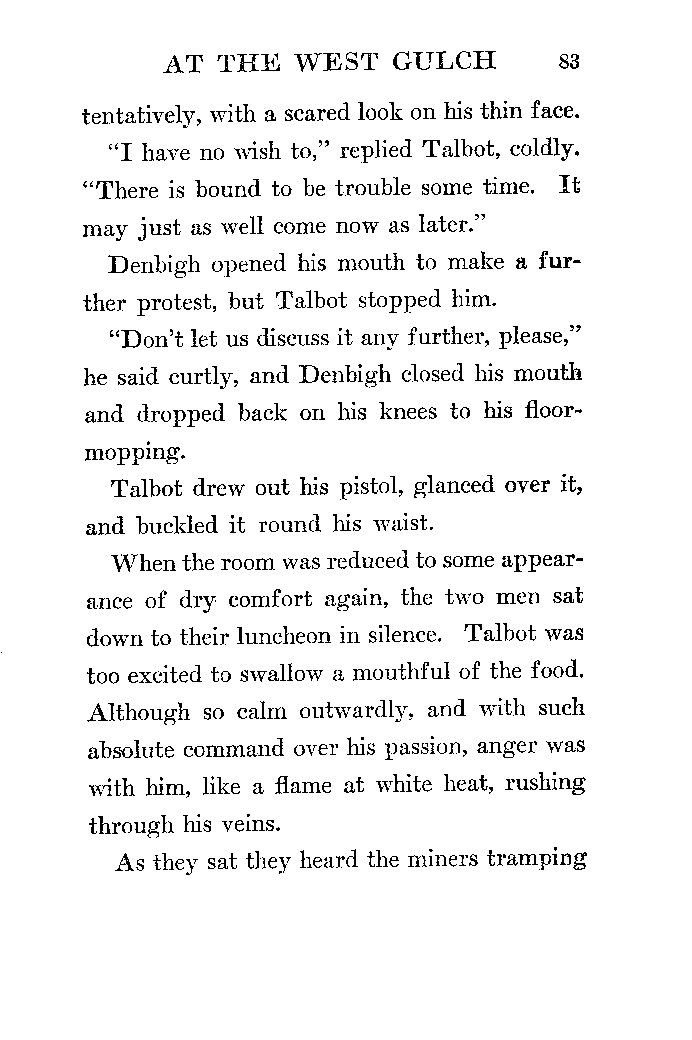 AT THE WEST GULCH 83
tentatively, with a scared look on his thin face.
"I have no wish to," replied Talbot, coldly.
"There is bound to be trouble some time. It
may just as well come now as later."
Denbigh opened his mouth to make a fur-
ther protest, but Talbot stopped him.
"Don't let us discuss it any further, please,"
he said curtly, and Denbigh closed his mouth
and dropped back on his knees to his floor-
mopping.
Talbot drew out his pistol, glanced over it,
and buckled it round his waist.
When the room was reduced to some appear-
ance of dry comfort again, the two men sat
down to their luncheon in silence. Talbot was
too excited to swallow a mouthful of the food.
Although so calm outwardly, and with such
absolute command over his passion, anger was
with him, like a flame at white heat, rushing
through his veins.
As they sat they heard the miners tramping